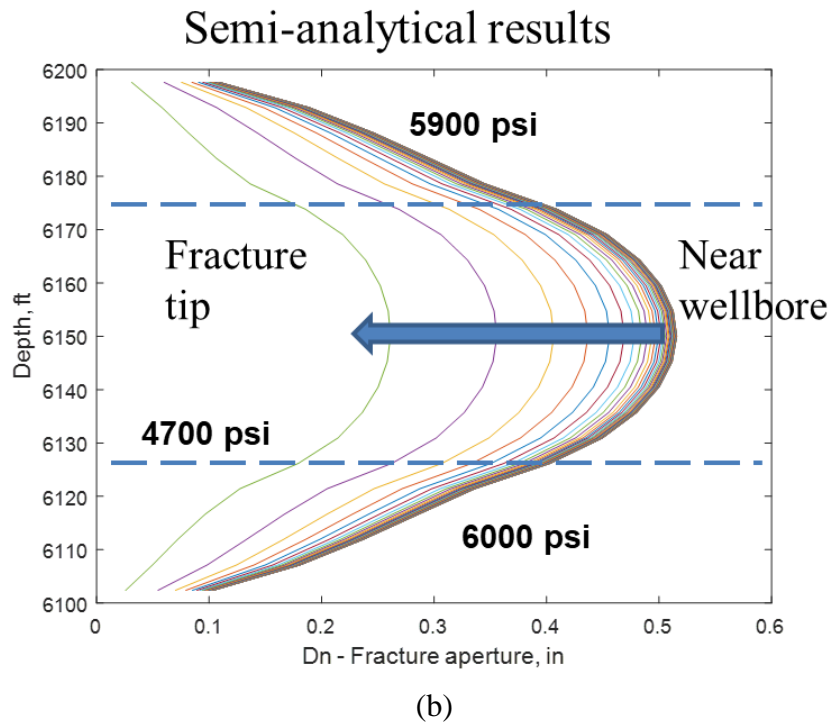 Semi-analytical results
6200
6190
6180
6170
6160
6150
6140
6130
6120
6110
6100
Depth, ft
5900 psi
Fracture
tip
Near
wellbore
4700 psi
6000 psi
0
0.1
0.2
0.3
0.4
0.5
0.6
Dn - Fracture aperture, in
(b)